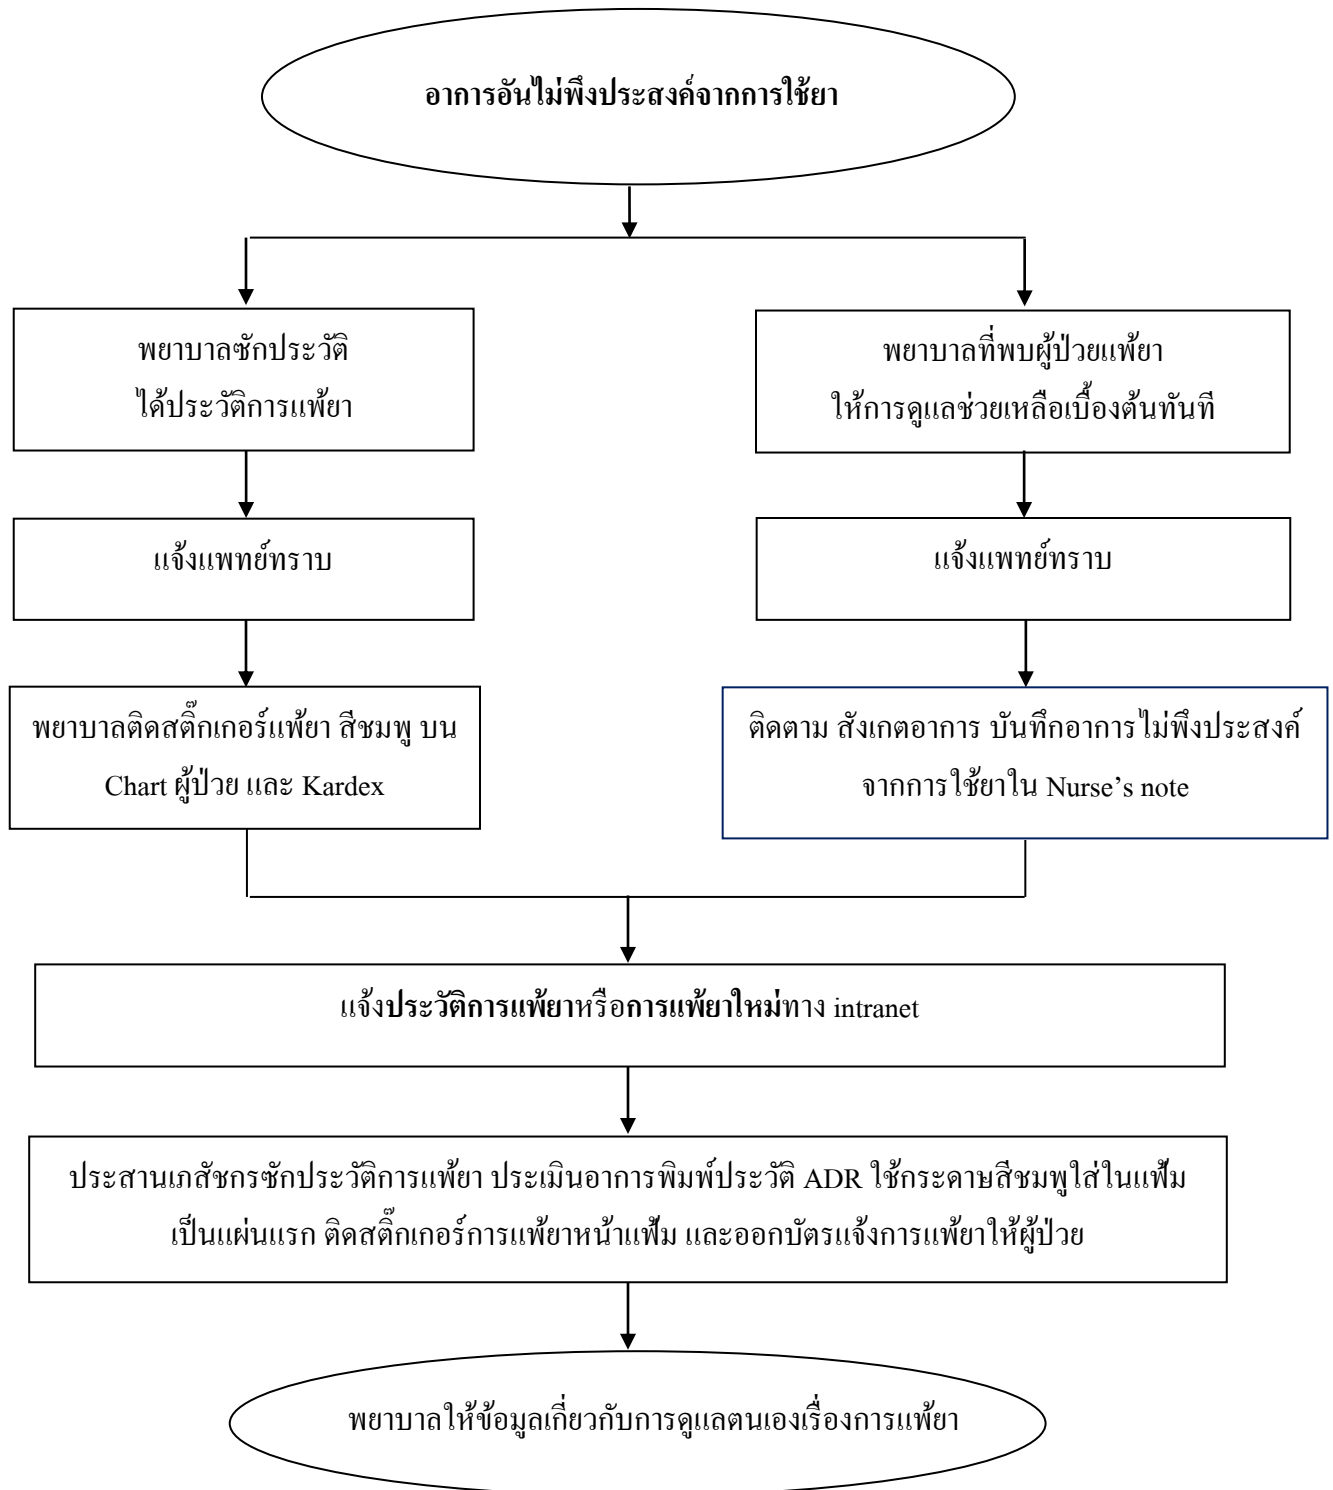 อาการอันไม่พึงประสงค์จากการใช้ยา
พยาบาลซักประวัติ
ได้ประวัติการแพ้ยา
พยาบาลที่พบผู้ป่วยแพ้ยา
ให้การดูแลช่วยเหลือเบื้องต้นทันที
แจ้งแพทย์ทราบ
แจ้งแพทย์ทราบ
พยาบาลติดสติ๊กเกอร์แพ้ยา สีชมพู บน
Chart ผู้ป่วย และ Kardex
ติดตาม สังเกตอาการ บันทึกอาการไม่พึงประสงค์
จากการใช้ยาใน Nurse’s note
แจ้งประวัติการแพ้ยาหรือการแพ้ยาใหม่ทาง intranet
ประสานเภสัชกรซักประวัติการแพ้ยา ประเมินอาการพิมพ์ประวัติ ADR ใช้กระดาษสีชมพูใส่ในแฟ้ม
เป็นแผ่นแรก ติดสติ๊กเกอร์การแพ้ยาหน้าแฟ้ม และออกบัตรแจ้งการแพ้ยาให้ผู้ป่วย
พยาบาลให้ข้อมูลเกี่ยวกับการดูแลตนเองเรื่องการแพ้ยา